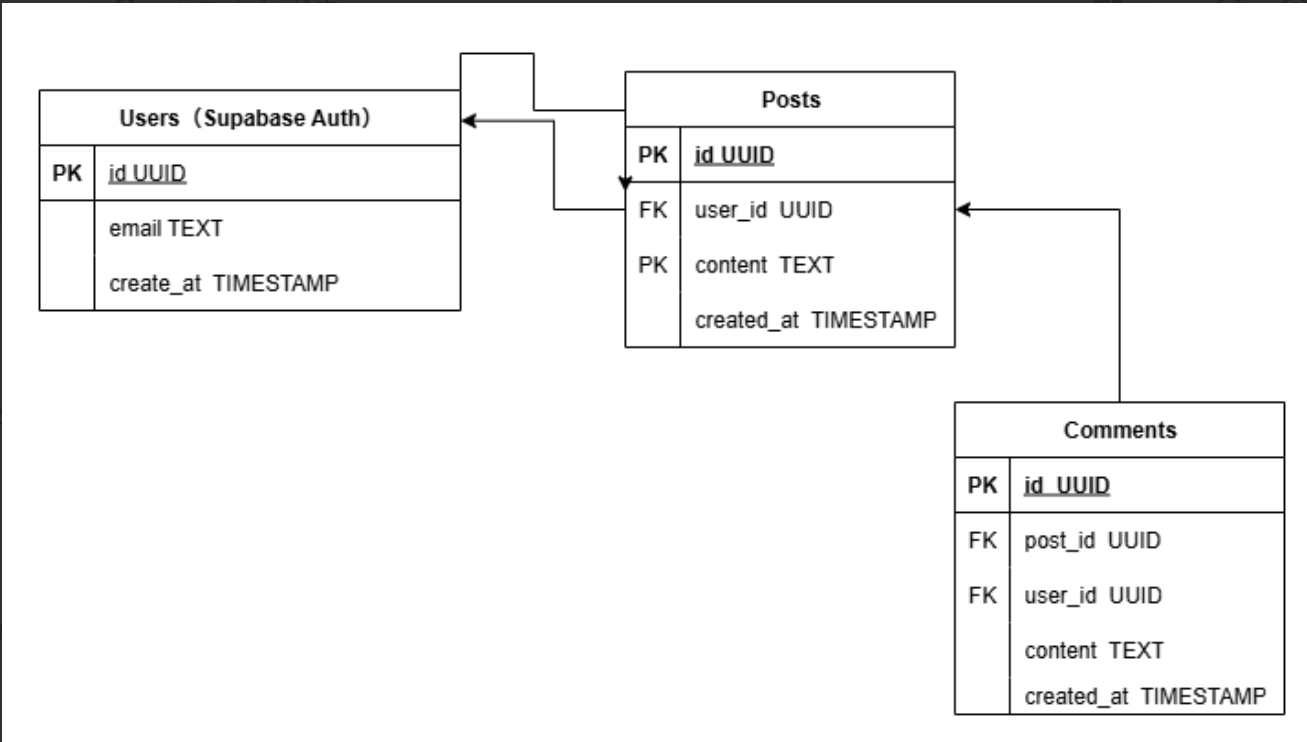 Users（Supabase Auth）
PK id UUID
email TEXT
create_at TIMESTAMP
Posts
PK id UUID
FK user_id UUID
PK content TEXT
created_at TIMESTAMP
Comments
PK id UUID
FK post_id UUID
FK user_id UUID
content TEXT
created_at TIMESTAMP